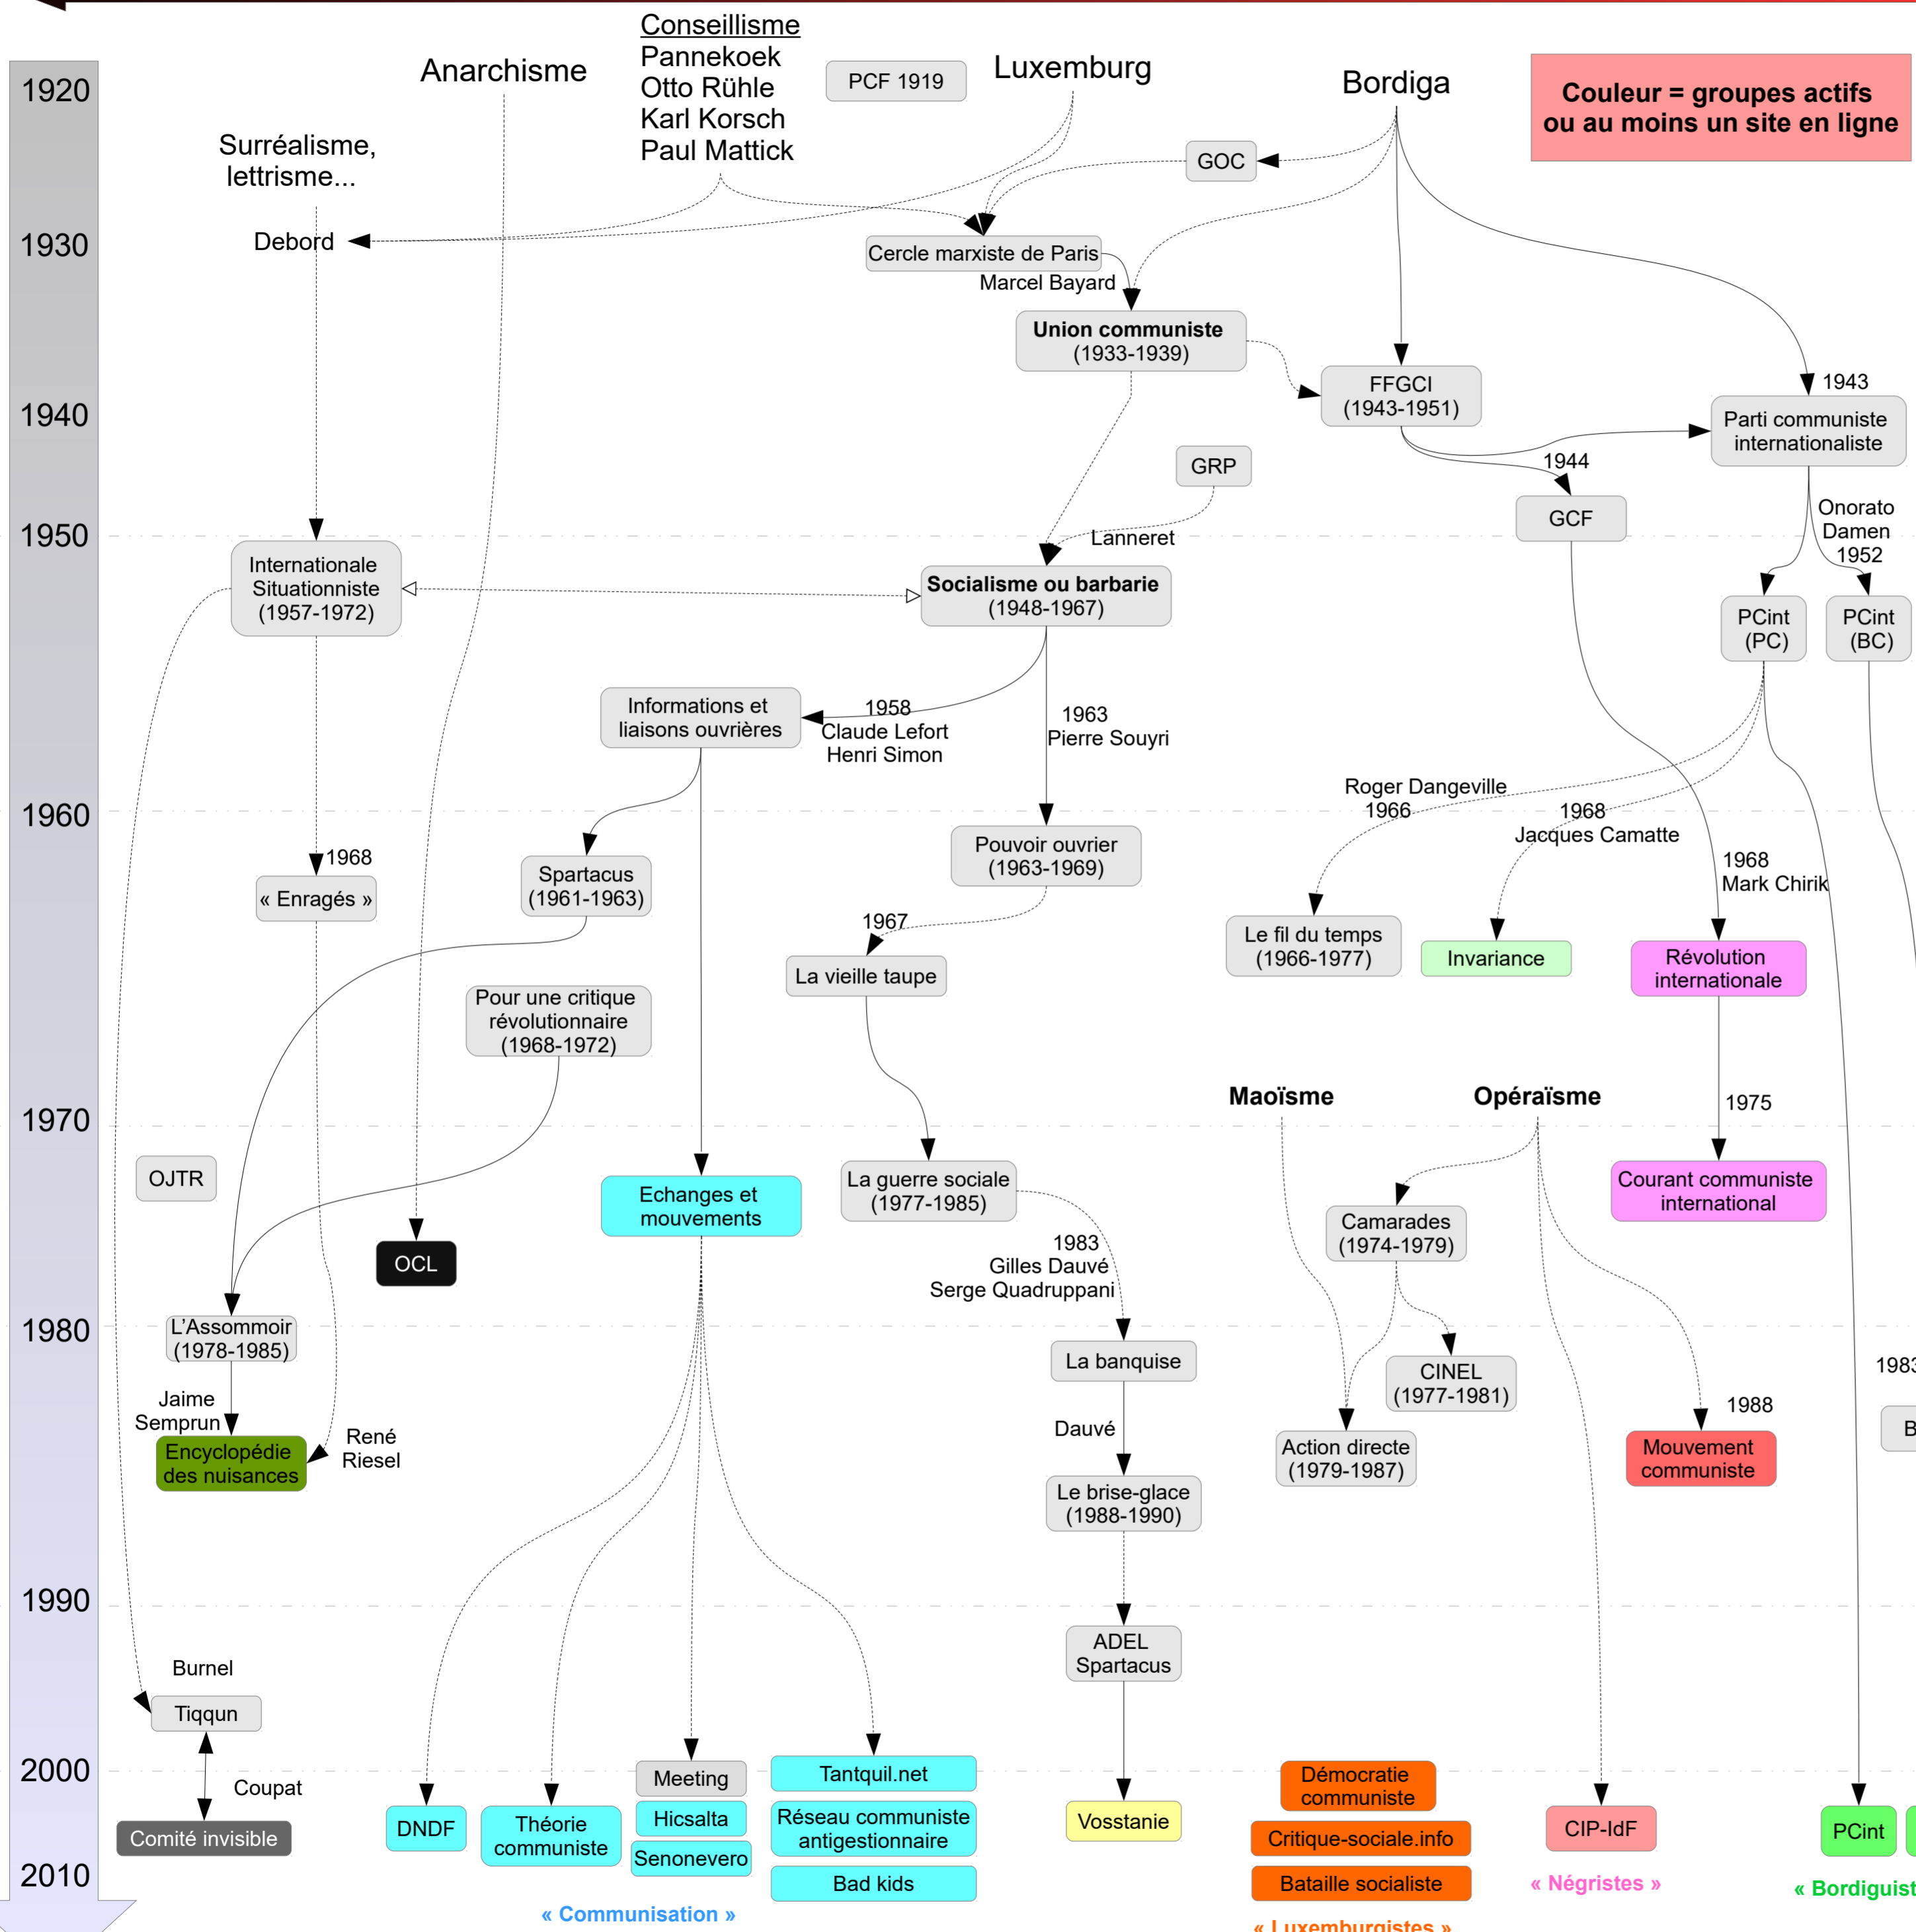 Conseillisme
Pannekoek
Otto Rühle
Karl Korsch
Paul Mattick
Anarchisme
PCF 1919
Luxemburg
Bordiga
Couleur = groupes actifs
ou au moins un site en ligne
1920
Surréalisme,
lettrisme...
GOC
1930
Debord
Cercle marxiste de Paris
Marcel Bayard
Union communiste
(1933-1939)
FFGCI
(1943-1951)
1943
1940
Parti communiste
internationaliste
GRP
1944
GCF
Onorato
Damen
1952
1950
Lanneret
Internationale
Situationniste
(1957-1972)
Socialisme ou barbarie
(1948-1967)
PCint
(PC)
PCint
(BC)
Informations et
liaisons ouvrières
1958
Claude Lefort
Henri Simon
1963
Pierre Souyri
Roger Dangeville
1966
1968
Jacques Camatte
1960
1968
Mark Chirik
Pouvoir ouvrier
(1963-1969)
1968
« Enragés »
Spartacus
(1961-1963)
1967
La vieille taupe
Le fil du temps
(1966-1977)
Invariance
Révolution
internationale
Pour une critique
révolutionnaire
(1968-1972)
Maoïsme
Opéraïsme
1975
1970
OJTR
Echanges et
mouvements
La guerre sociale
(1977-1985)
Courant communiste
international
Camarades
(1974-1979)
OCL
1983
Gilles Dauvé
Serge Quadruppani
1980
L’Assommoir
(1978-1985)
La banquise
CINEL
(1977-1981)
1983
Jaime
Semprun
Dauvé
1988
B
Encyclopédie
des nuisances
René
Riesel
Action directe
(1979-1987)
Mouvement
communiste
Le brise-glace
(1988-1990)
1990
ADEL
Spartacus
Burnel
Tiqqun
2000
Coupat
Comité invisible
DNDF
Théorie
communiste
Meeting
Hicsalta
Senonevero
Tantquil.net
Réseau communiste
antigestionnaire
Bad kids
Vosstanie
Démocratie
communiste
Critique-sociale.info
Bataille socialiste
CIP-IdF
PCint
2010
« Négristes »
« Bordiguist
« Communisation »
« Luxemburgistes »